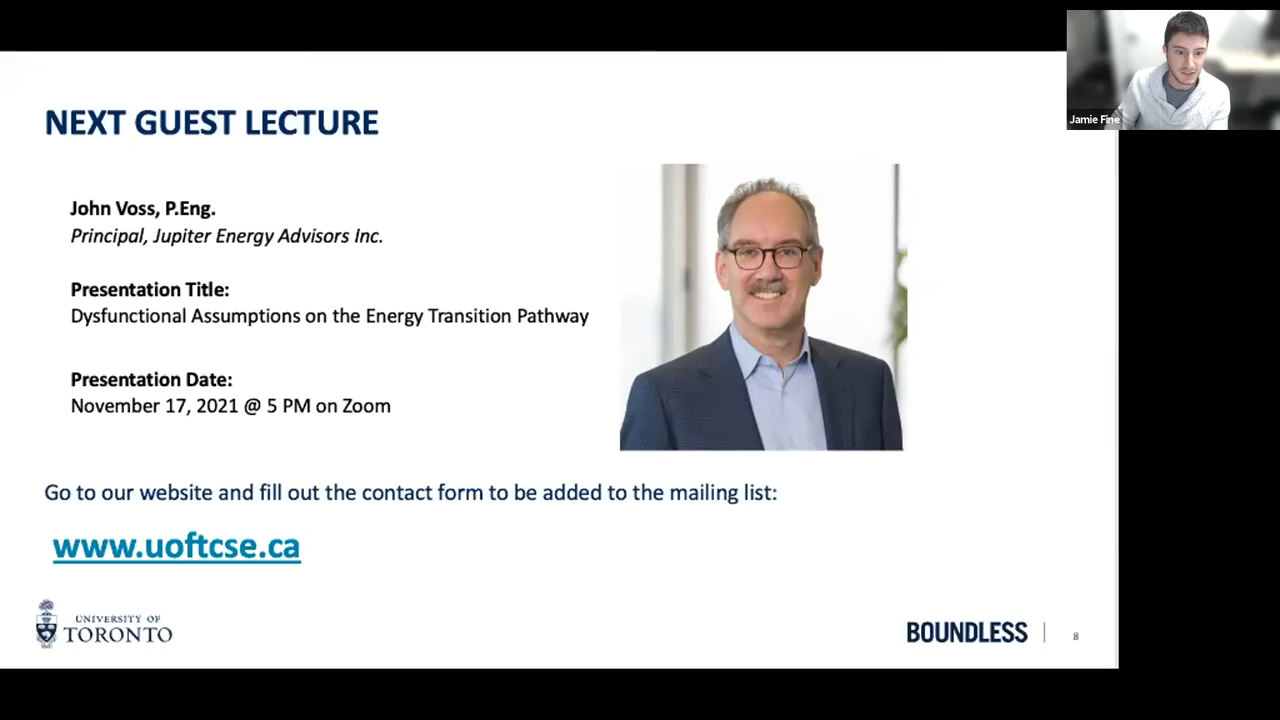 NEXT GUEST LECTURE
John Voss, P.Eng.
Principal, Jupiter Energy Advisors Inc.
Presentation Title:
Dysfunctional Assumptions on the Energy Transition Pathway
Presentation Date:
November 17, 2021 @ 5 PM on Zoom
Go to our website and fill out the contact form to be added to the mailing list:
www.uoftcse.ca
UNIVERSITY OF
TORONTO
BOUNDLESS
8
Jamie Fine